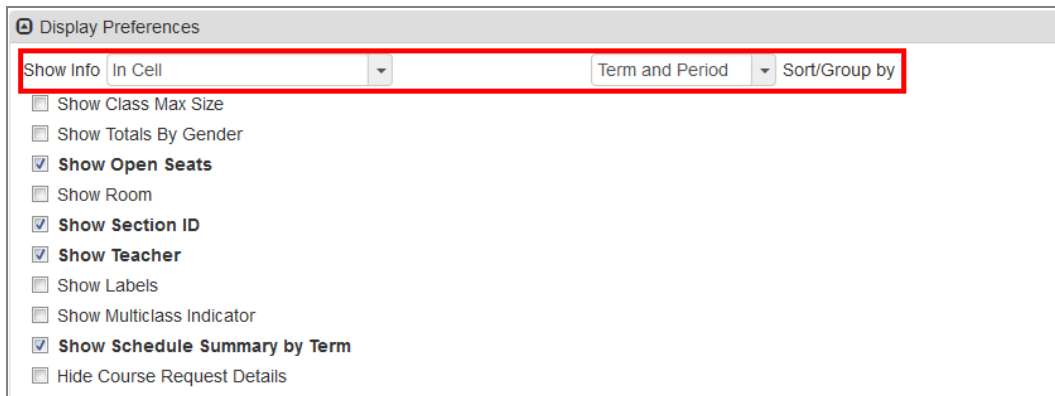 Display Preferences
Show Info In Cell Term and Period Sort/Group by
Show Class Max Size
Show Totals By Gender
Show Open Seats
Show Room
Show Section ID
Show Teacher
Show Labels
Show Multiclass Indicator
Show Schedule Summary by Term
Hide Course Request Details